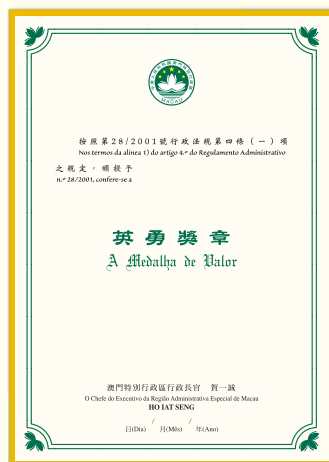 MACAU
按照第28/2001號行政法規第四條（一）項
Nos termos da alínea 1) do artigo 4.º do Regulamento Administrativo
之規定，頒授予
n.º 28/2001, confere-se a
英勇獎章
A Medalha de Valor
澳門特別行政區行政長官　賀一誠
O Chefe do Executivo da Região Administrativa Especial de Macau
HO IAT SENG
/ /
日(Dia) 月(Mês) 年(Ano)